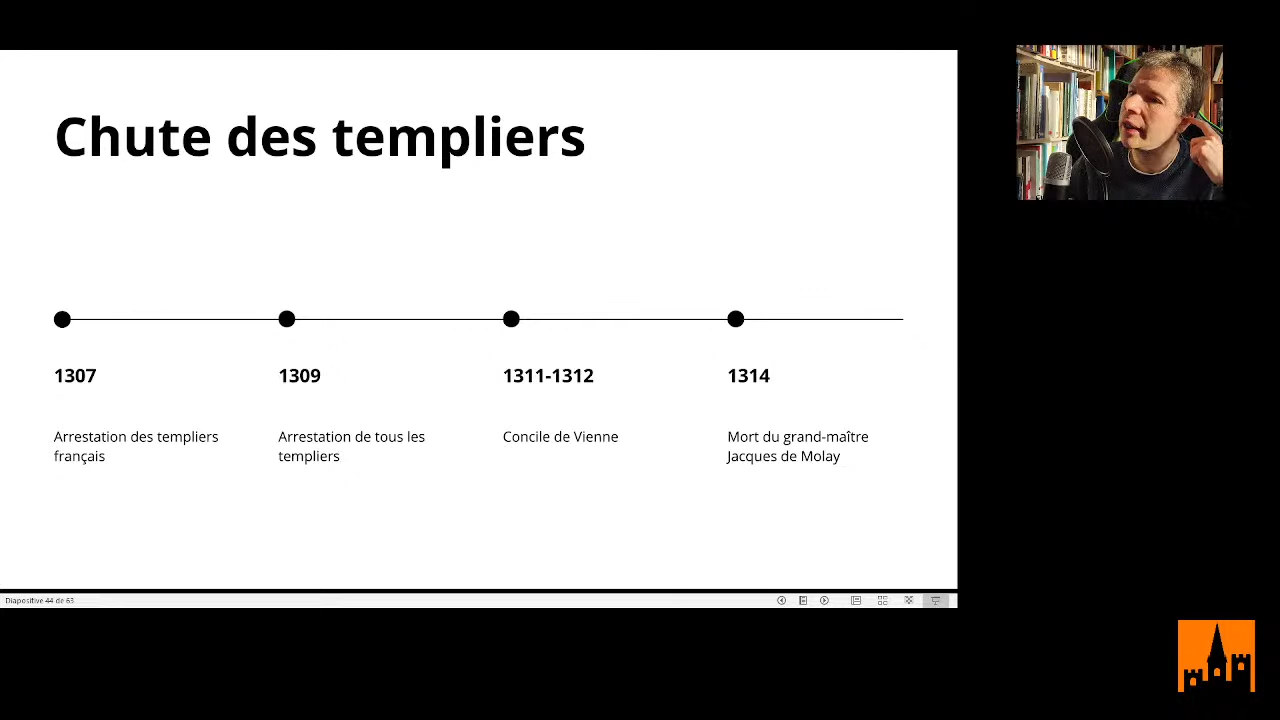 Chute des templiers
1307
Arrestation des templiers
français
1309
Arrestation de tous les
templiers
1311-1312
Concile de Vienne
1314
Mort du grand-maître
Jacques de Molay
Diapositive 44 de 63